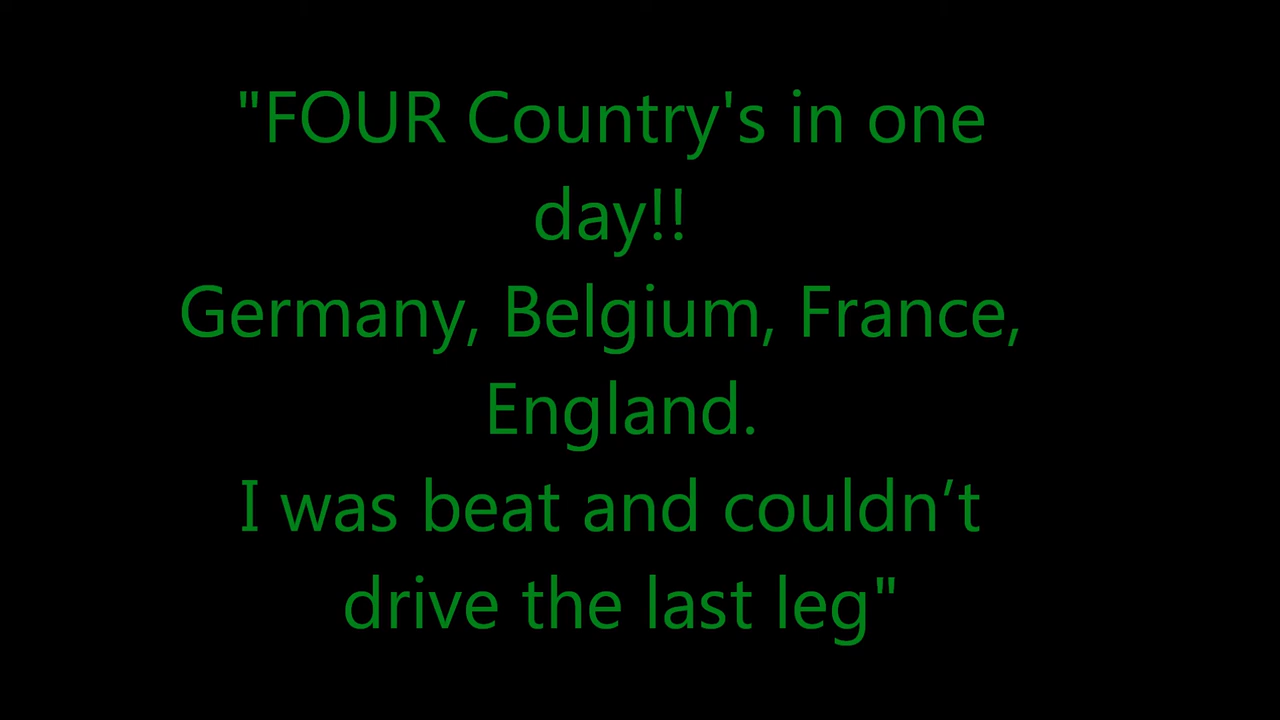 "FOUR Country's in one
day!!
Germany, Belgium, France,
England.
I was beat and couldn’t
drive the last leg"